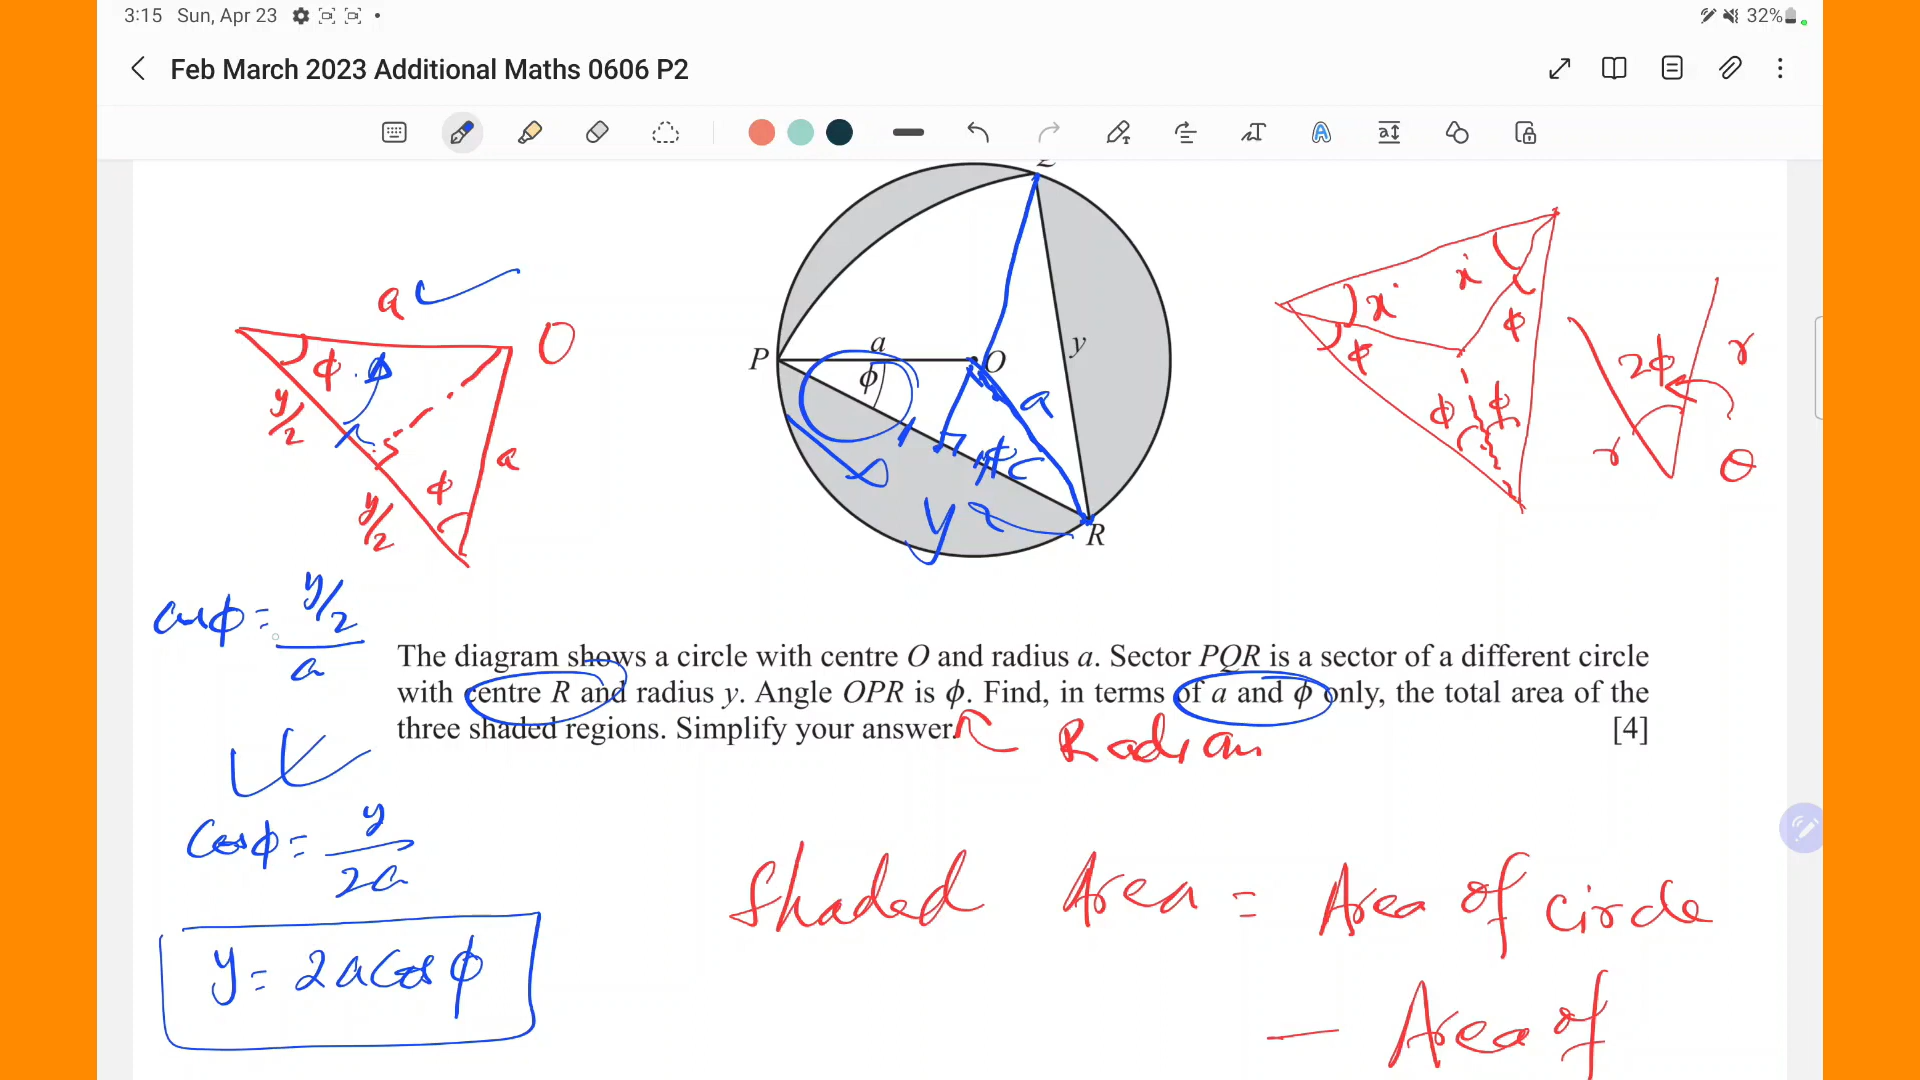 3:15 Sun, Apr 23
32%
Feb March 2023 Additional Maths 0606 P2
a
O
ϕ
ϕ
y/2
y/2
ϕ
a
P
a
O
ϕ
y
a
y
R
x
x
ϕ
ϕ
ϕ
ϕ
2ϕ
r
r
θ
cosϕ = y/2
a
The diagram shows a circle with centre O and radius a. Sector PQR is a sector of a different circle
with centre R and radius y. Angle OPR is ϕ. Find, in terms of a and ϕ only, the total area of the
three shaded regions. Simplify your answer.
[4]
Radian
Cosϕ = y
2a
y = 2a Cos ϕ
Shaded Area = Area of circle
— Area of